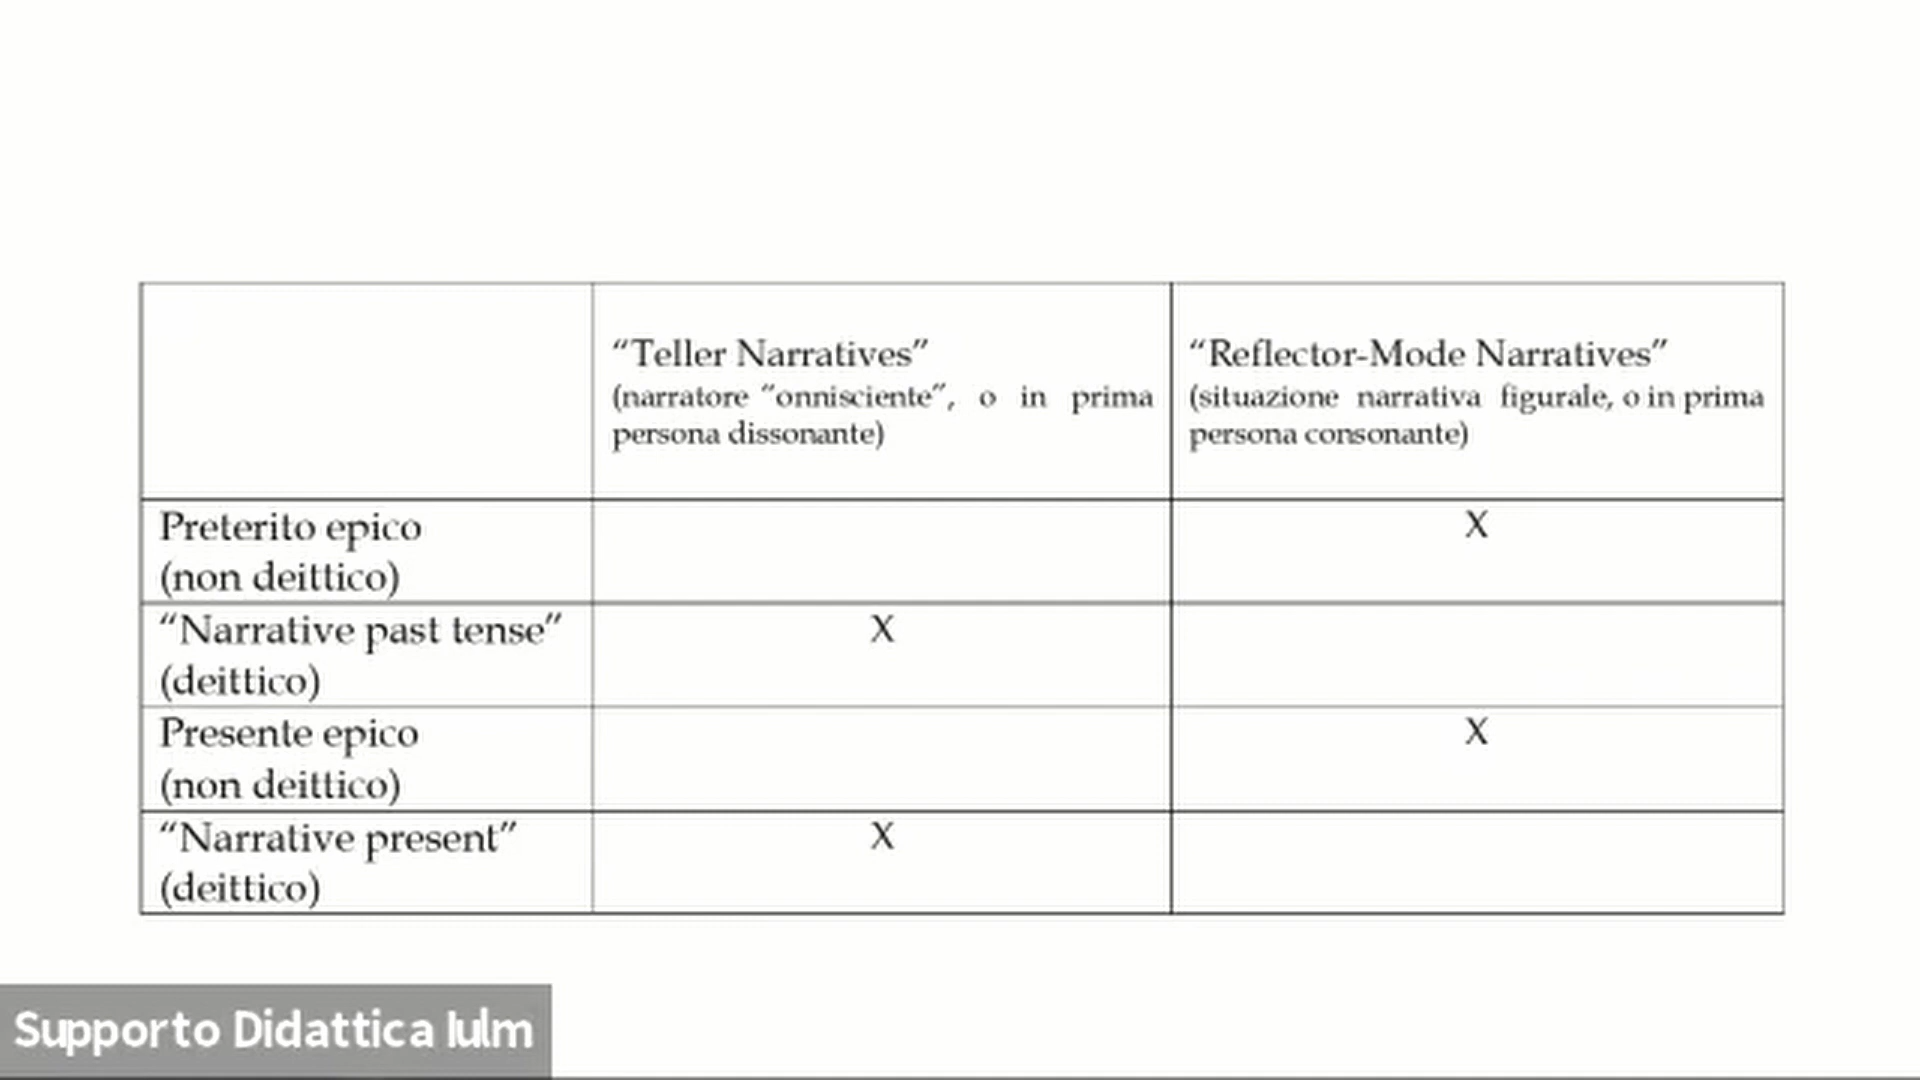 “Teller Narratives”
(narratore “onnisciente”, o in prima
persona dissonante)
“Reflector-Mode Narratives”
(situazione narrativa figurale, o in prima
persona consonante)
Preterito epico
(non deittico)
X
“Narrative past tense”
(deittico)
X
Presente epico
(non deittico)
X
“Narrative present”
(deittico)
X
Supporto Didattica Iulm